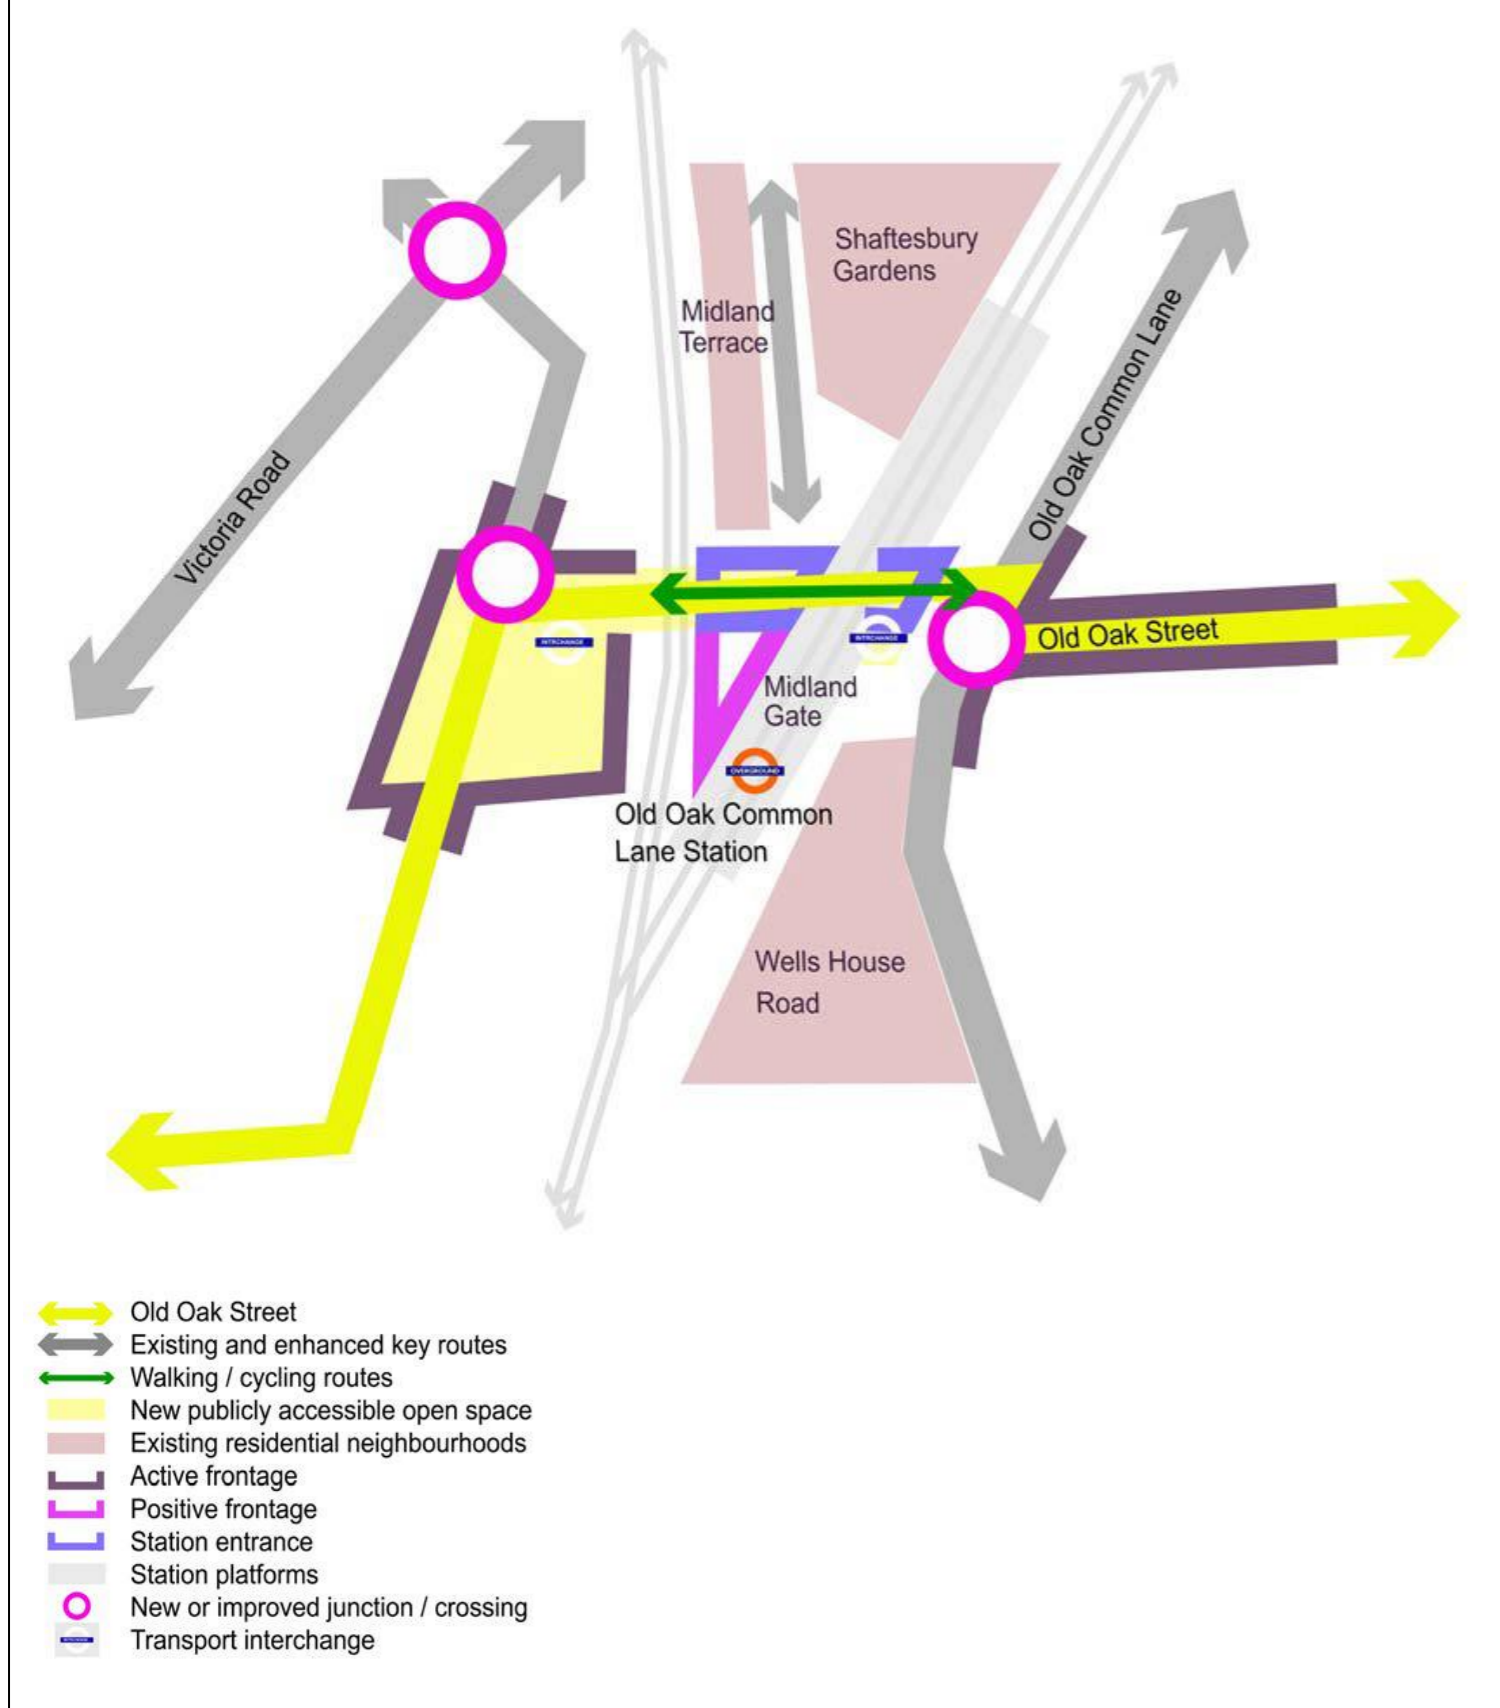 Shaftesbury
Gardens
Midland
Terrace
Old Oak Common Lane
Victoria Road
INTRCHANGE
INTRCHANGE
Old Oak Street
Midland
Gate
OVERGROUND
Old Oak Common
Lane Station
Wells House
Road
Old Oak Street
Existing and enhanced key routes
Walking / cycling routes
New publicly accessible open space
Existing residential neighbourhoods
Active frontage
Positive frontage
Station entrance
Station platforms
New or improved junction / crossing
Transport interchange